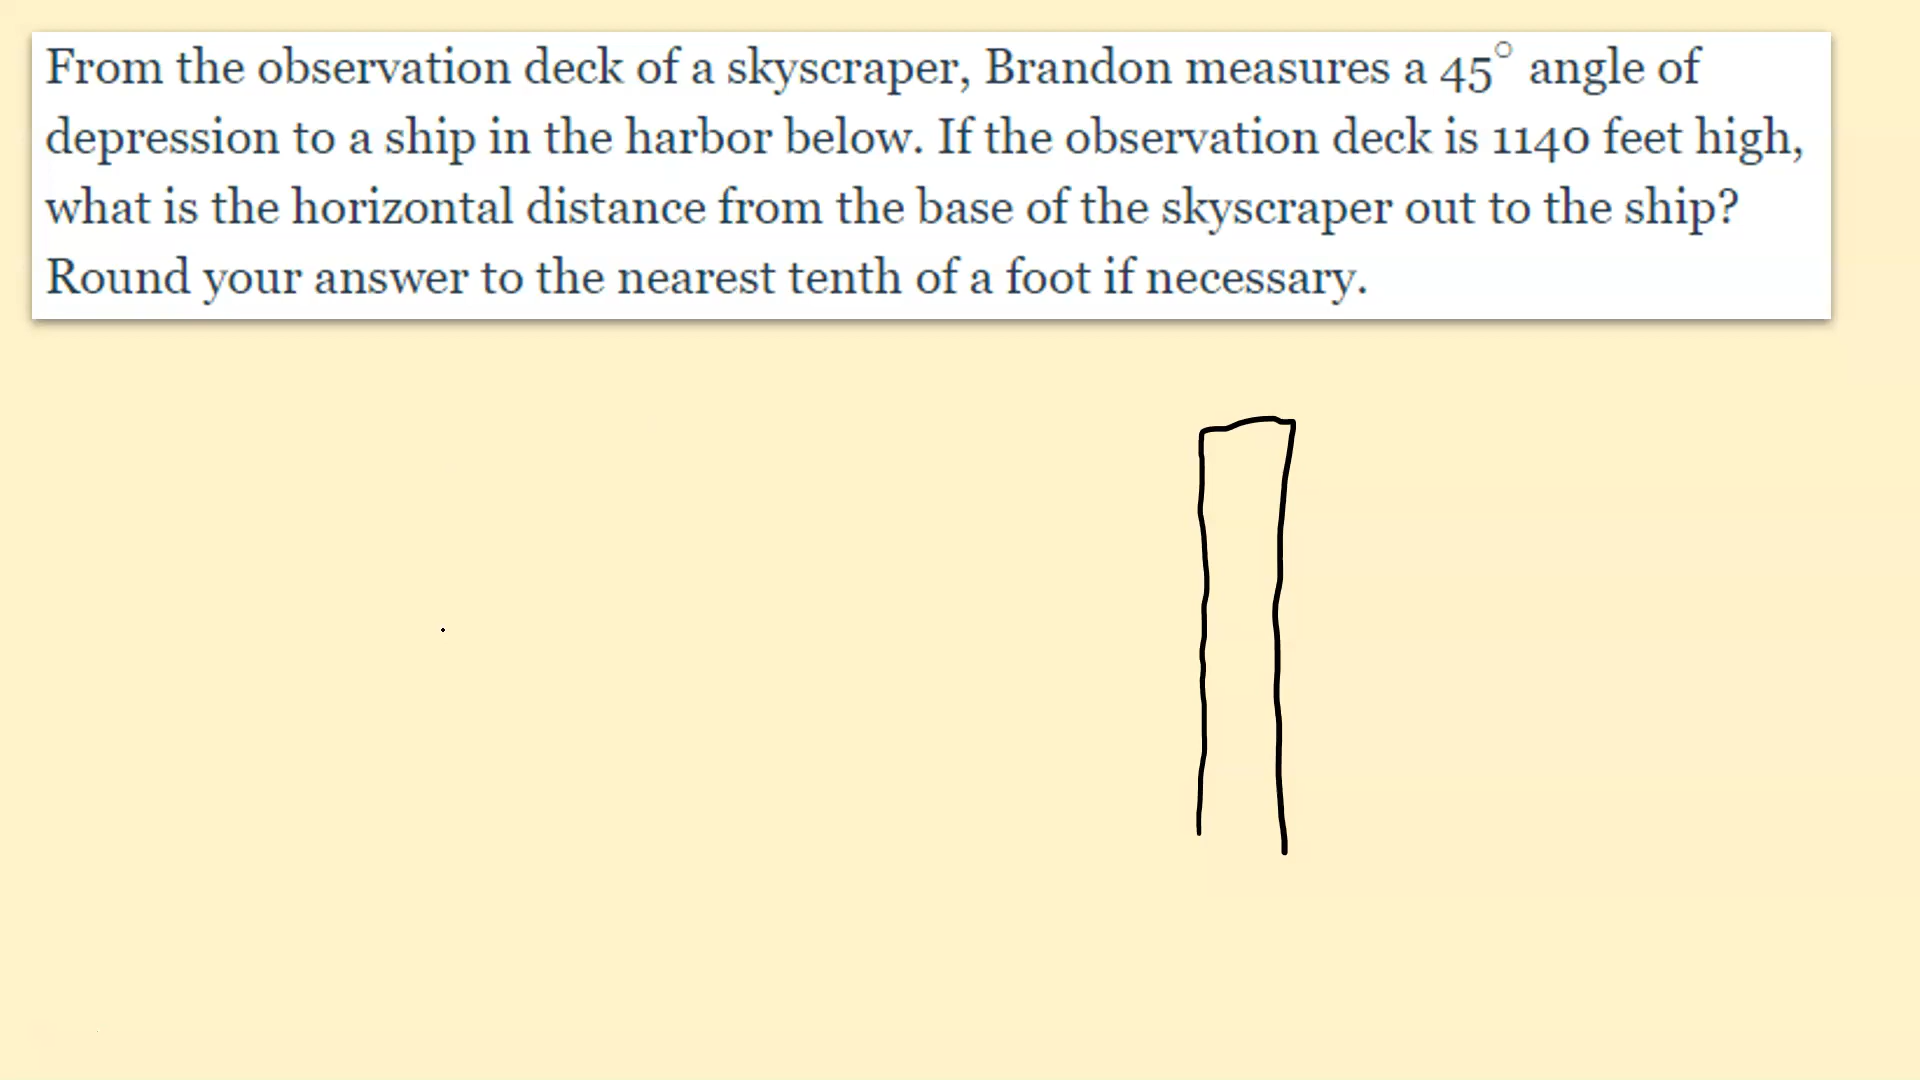 From the observation deck of a skyscraper, Brandon measures a 45° angle of
depression to a ship in the harbor below. If the observation deck is 1140 feet high,
what is the horizontal distance from the base of the skyscraper out to the ship?
Round your answer to the nearest tenth of a foot if necessary.